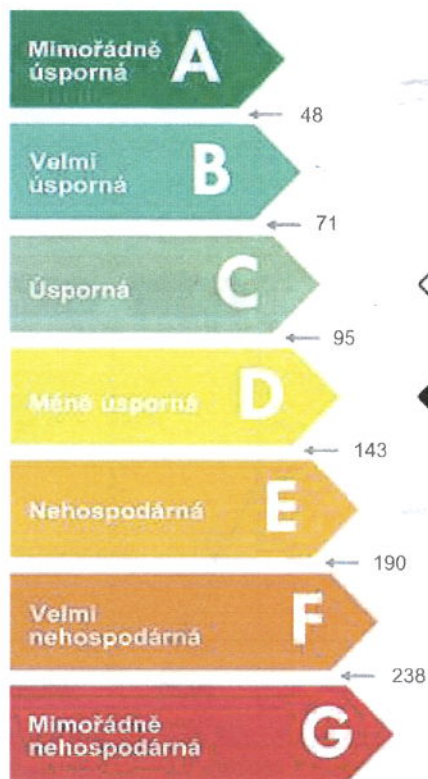 Mimořádně
úsporná
A
48
Velmi
úsporná
B
71
Úsporná
C
95
Méně úsporná
D
143
Nehospodárná
E
190
Velmi
nehospodárná
F
238
Mimořádně
nehospodárná
G